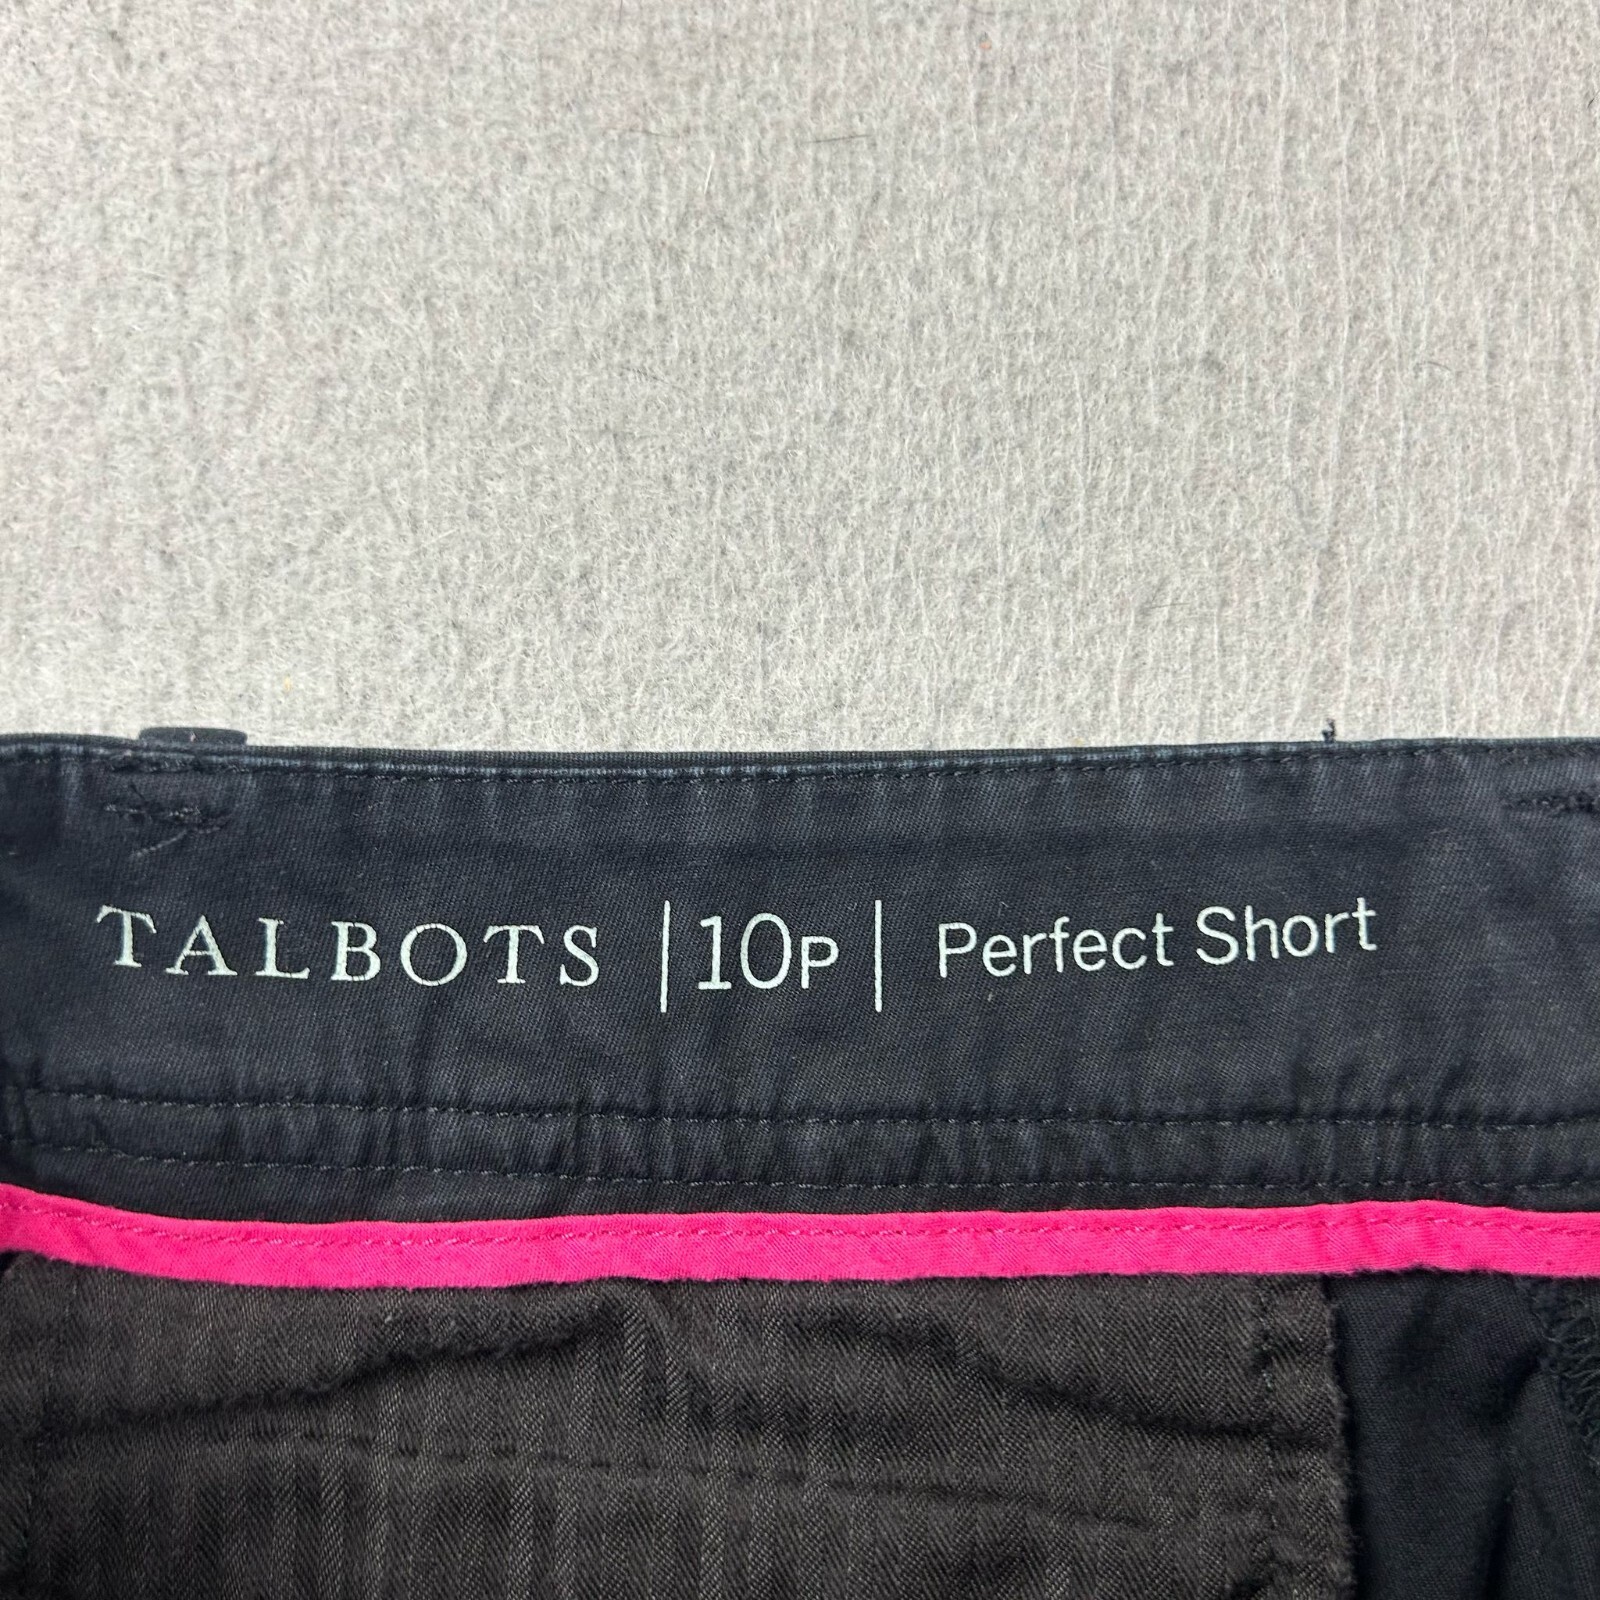 TALBOTS | 10P | Perfect Short